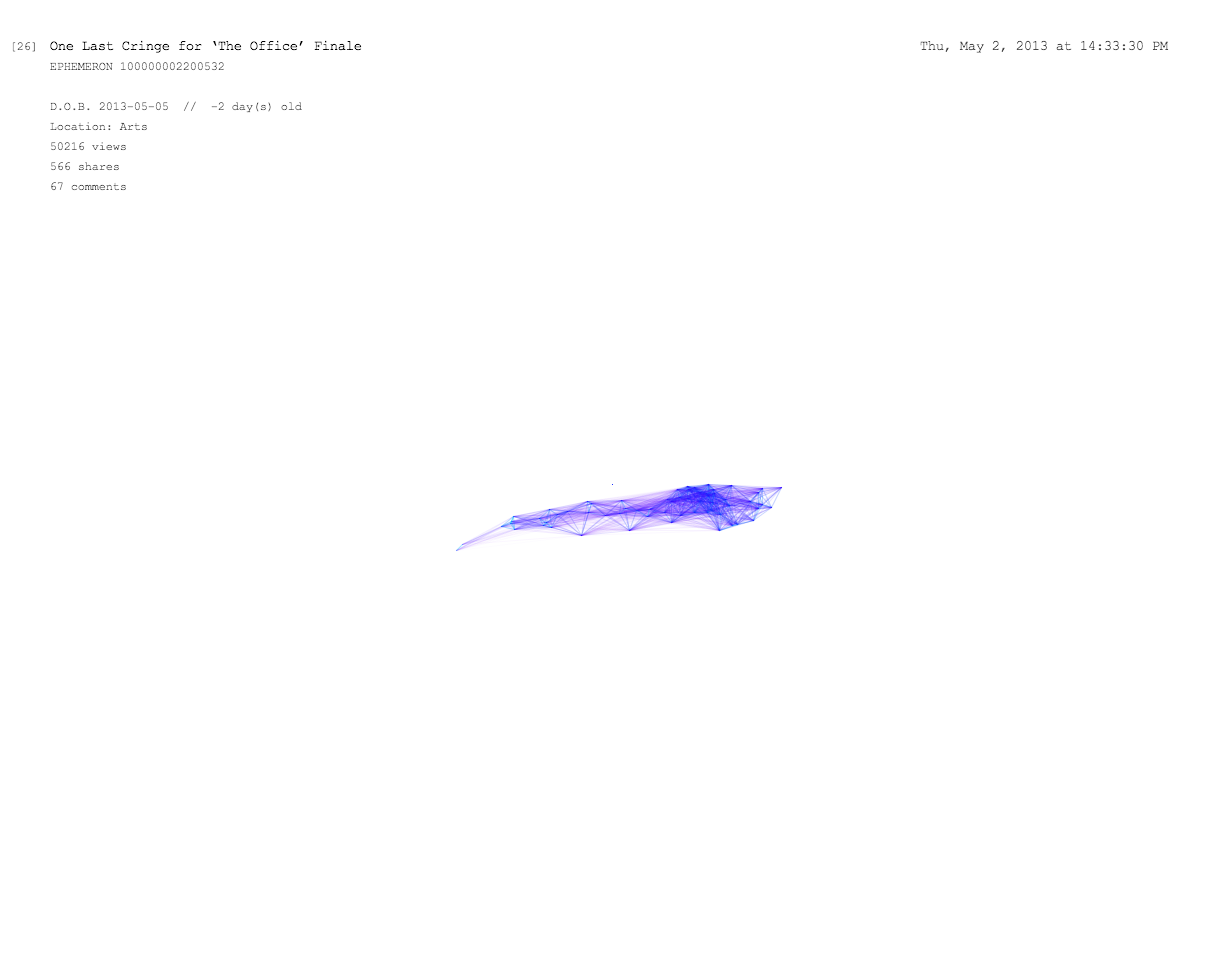 [26] One Last Cringe for ‘The Office’ Finale
Thu, May 2, 2013 at 14:33:30 PM
EPHEMERON 100000002200532
D.O.B. 2013-05-05 // -2 day(s) old
Location: Arts
50216 views
566 shares
67 comments